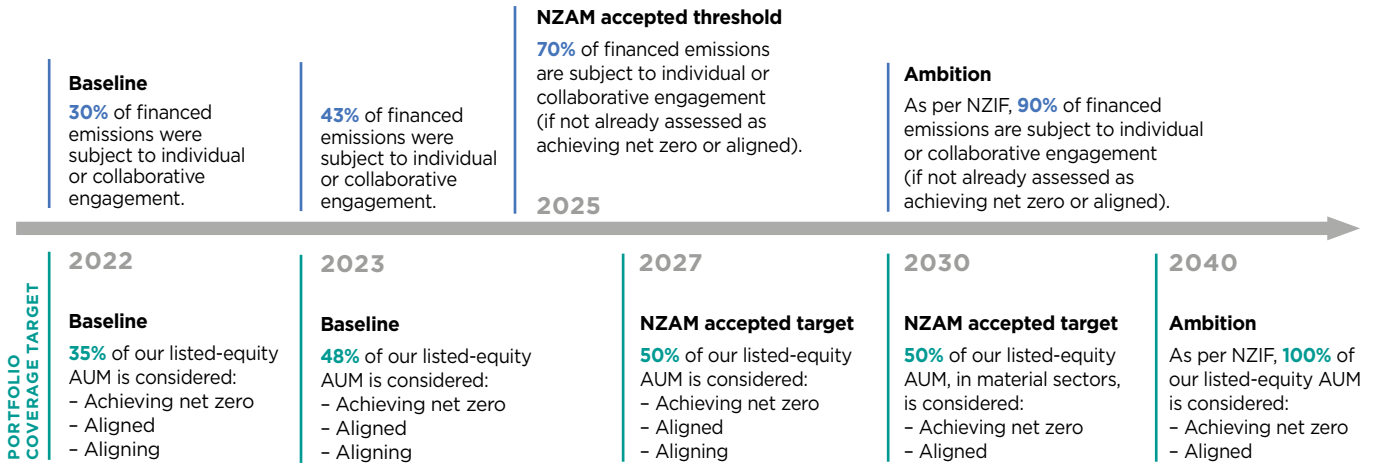 Baseline
30% of financed
emissions were
subject to individual
or collaborative
engagement.
43% of financed
emissions were
subject to individual
or collaborative
engagement.
NZAM accepted threshold
70% of financed emissions
are subject to individual or
collaborative engagement
(if not already assessed as
achieving net zero or aligned).
2025
Ambition
As per NZIF, 90% of financed
emissions are subject to individual
or collaborative engagement
(if not already assessed as
achieving net zero or aligned).
PORTFOLIO
COVERAGE TARGET
2022
Baseline
35% of our listed-equity
AUM is considered:
– Achieving net zero
– Aligned
– Aligning
2023
Baseline
48% of our listed-equity
AUM is considered:
– Achieving net zero
– Aligned
– Aligning
2027
NZAM accepted target
50% of our listed-equity
AUM is considered:
– Achieving net zero
– Aligned
– Aligning
2030
NZAM accepted target
50% of our listed-equity
AUM, in material sectors,
is considered:
– Achieving net zero
– Aligned
2040
Ambition
As per NZIF, 100% of
our listed-equity AUM
is considered:
– Achieving net zero
– Aligned